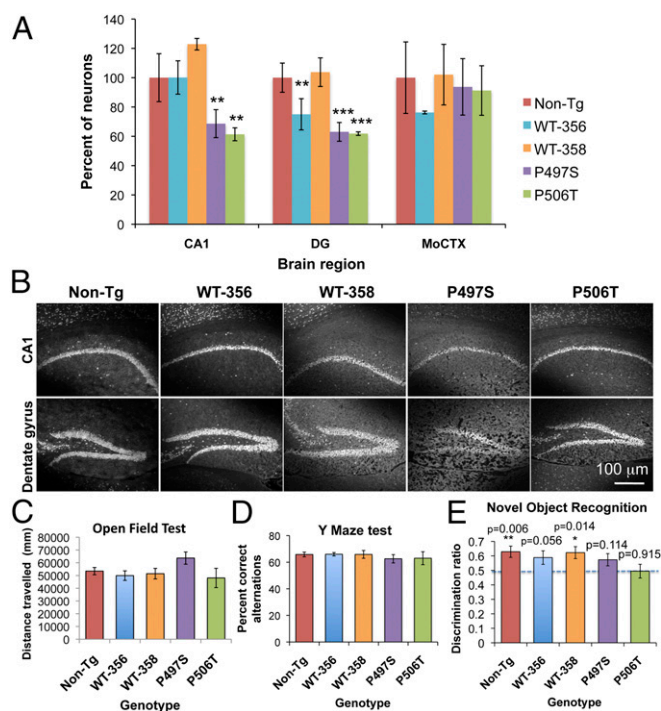 A
140
120
100
80
60
40
20
0
Percent of neurons
**
**
**
***
***
CA1
DG
MoCTX
Brain region
Non-Tg
WT-356
WT-358
P497S
P506T
B
Non-Tg
WT-356
WT-358
P497S
P506T
CA1
Dentate gyrus
100 µm
C
Open Field Test
Distance travelled (mm)
80000
70000
60000
50000
40000
30000
20000
10000
0
Non-Tg
WT-356
WT-358
P497S
P506T
Genotype
D
Y Maze test
Percent correct
alternations
100
80
60
40
20
0
Non-Tg
WT-356
WT-358
P497S
P506T
Genotype
E
Novel Object Recognition
p=0.006
p=0.056
p=0.014
p=0.114
p=0.915
**
*
Discrimination ratio
0.7
0.6
0.5
0.4
0.3
0.2
0.1
0
Non-Tg
WT-356
WT-358
P497S
P506T
Genotype